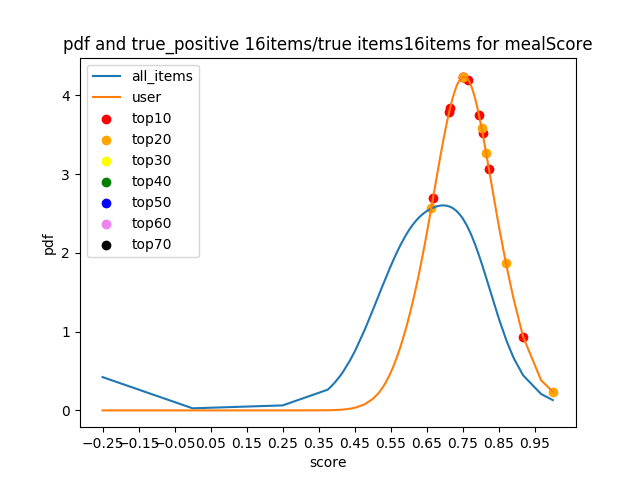 pdf and true_positive 16items/true items16items for mealScore
all_items
user
top10
top20
top30
top40
top50
top60
top70
4
3
2
1
0
pdf
−0.25−0.15−0.05 0.05 0.15 0.25 0.35 0.45 0.55 0.65 0.75 0.85 0.95
score